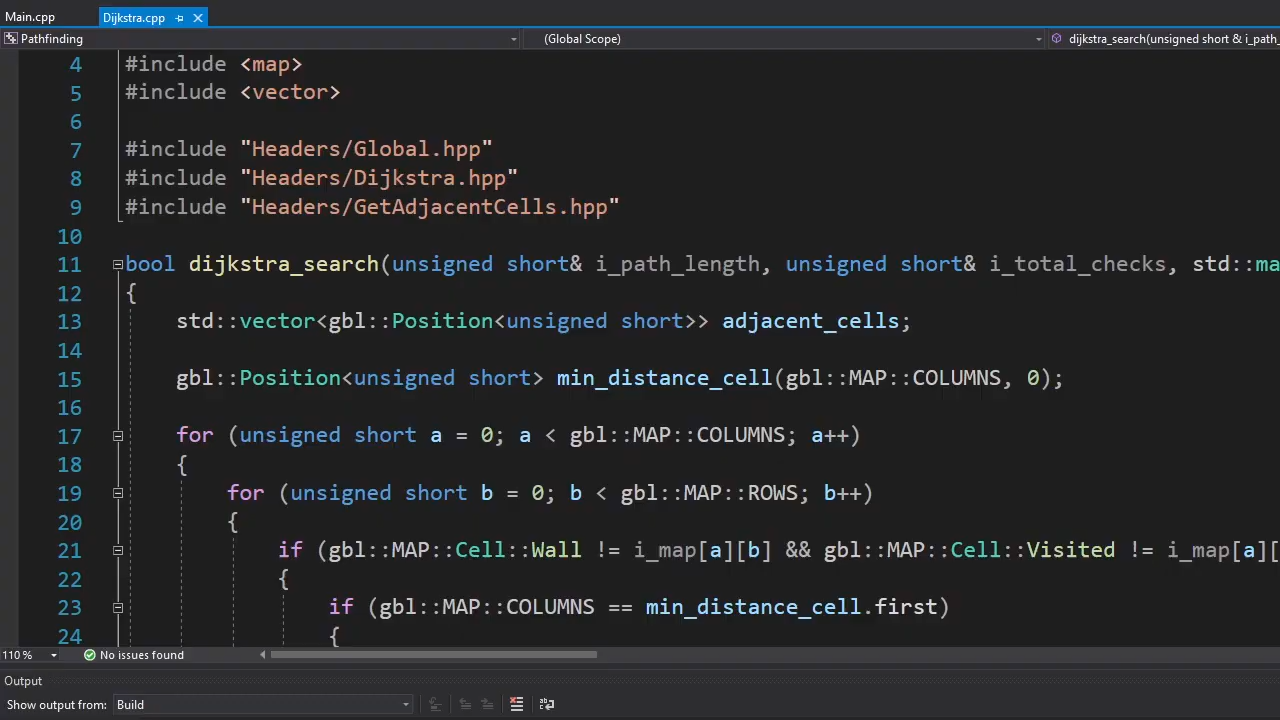 Main.cpp
Dijkstra.cpp
Pathfinding
(Global Scope)
dijkstra_search(unsigned short & i_path_
4 #include <map>
5 #include <vector>
6
7 #include "Headers/Global.hpp"
8 #include "Headers/Dijkstra.hpp"
9 #include "Headers/GetAdjacentCells.hpp"
10
11 bool dijkstra_search(unsigned short& i_path_length, unsigned short& i_total_checks, std::ma
12 {
13 std::vector<gbl::Position<unsigned short>> adjacent_cells;
14
15 gbl::Position<unsigned short> min_distance_cell(gbl::MAP::COLUMNS, 0);
16
17 for (unsigned short a = 0; a < gbl::MAP::COLUMNS; a++)
18 {
19 for (unsigned short b = 0; b < gbl::MAP::ROWS; b++)
20 {
21 if (gbl::MAP::Cell::Wall != i_map[a][b] && gbl::MAP::Cell::Visited != i_map[a][
22 {
23 if (gbl::MAP::COLUMNS == min_distance_cell.first)
24 {
110 %
No issues found
Output
Show output from: Build